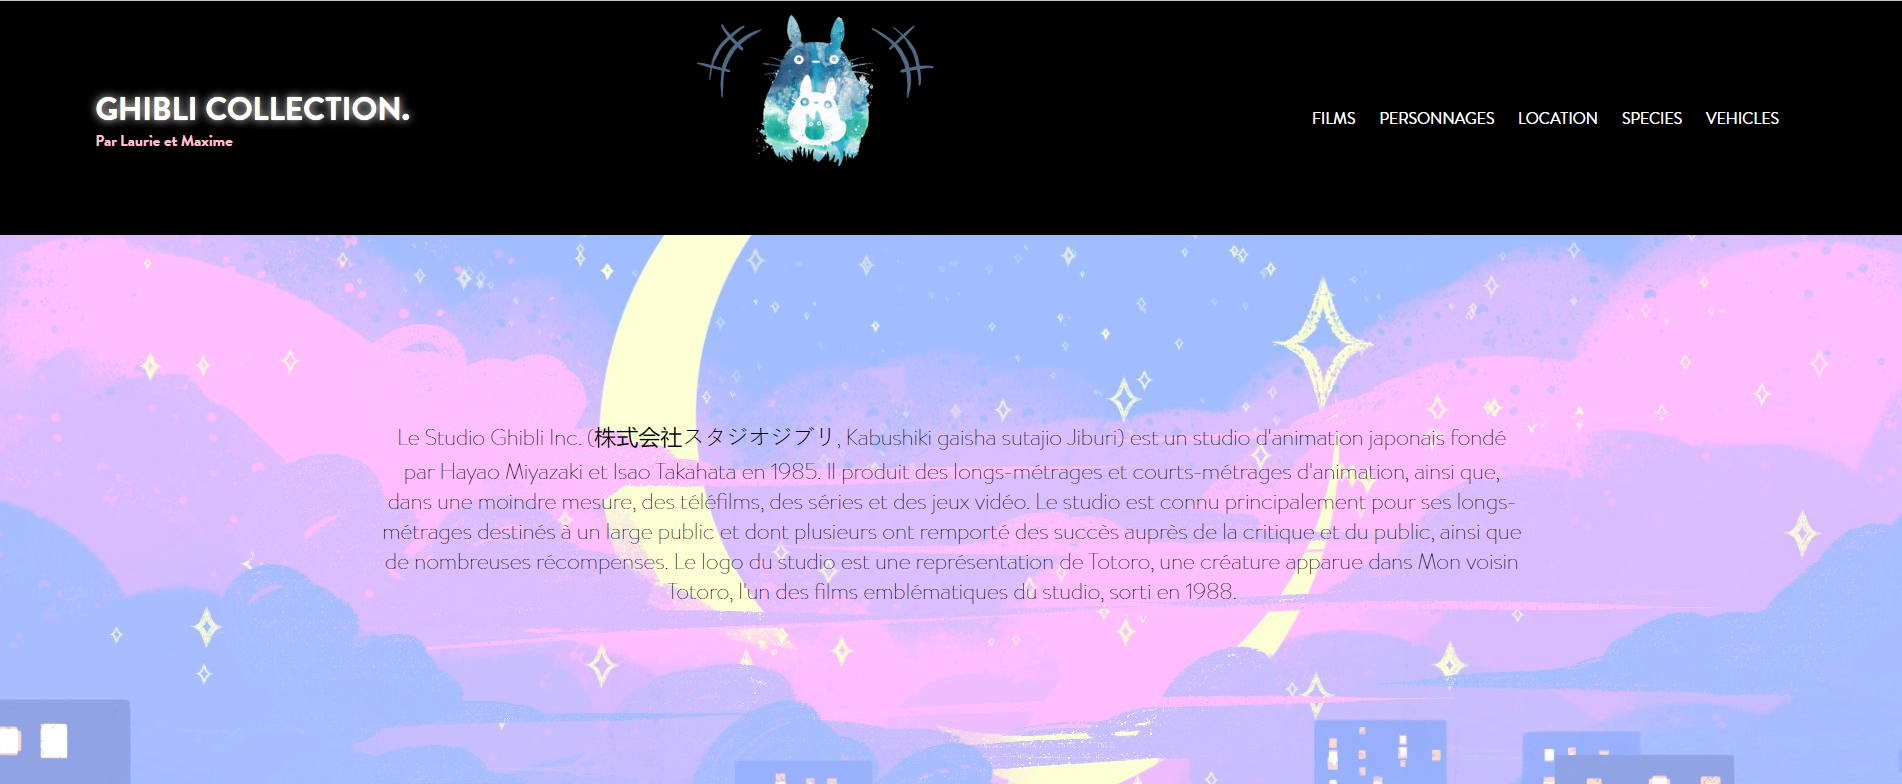 GHIBLI COLLECTION.
Par Laurie et Maxime
FILMS PERSONNAGES LOCATION SPECIES VEHICLES
Le Studio Ghibli Inc. (株式会社スタジオジブリ, Kabushiki gaisha sutajio Jiburi) est un studio d'animation japonais fondé
par Hayao Miyazaki et Isao Takahata en 1985. Il produit des longs-métrages et courts-métrages d'animation, ainsi que,
dans une moindre mesure, des téléfilms, des séries et des jeux vidéo. Le studio est connu principalement pour ses longs-
métrages destinés à un large public et dont plusieurs ont remporté des succès auprès de la critique et du public, ainsi que
de nombreuses récompenses. Le logo du studio est une représentation de Totoro, une créature apparue dans Mon voisin
Totoro, l'un des films emblématiques du studio, sorti en 1988.